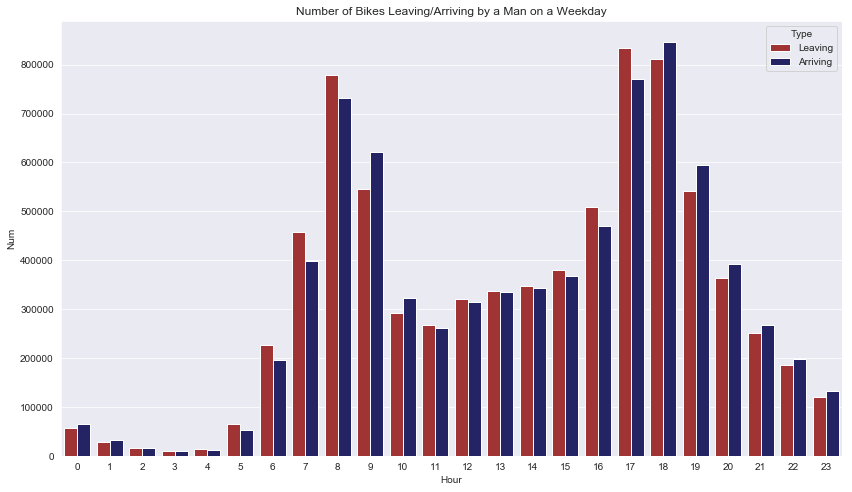 Number of Bikes Leaving/Arriving by a Man on a Weekday
Type
Leaving
Arriving
800000
700000
600000
500000
400000
300000
200000
100000
0
Num
0 1 2 3 4 5 6 7 8 9 10 11 12 13 14 15 16 17 18 19 20 21 22 23
Hour